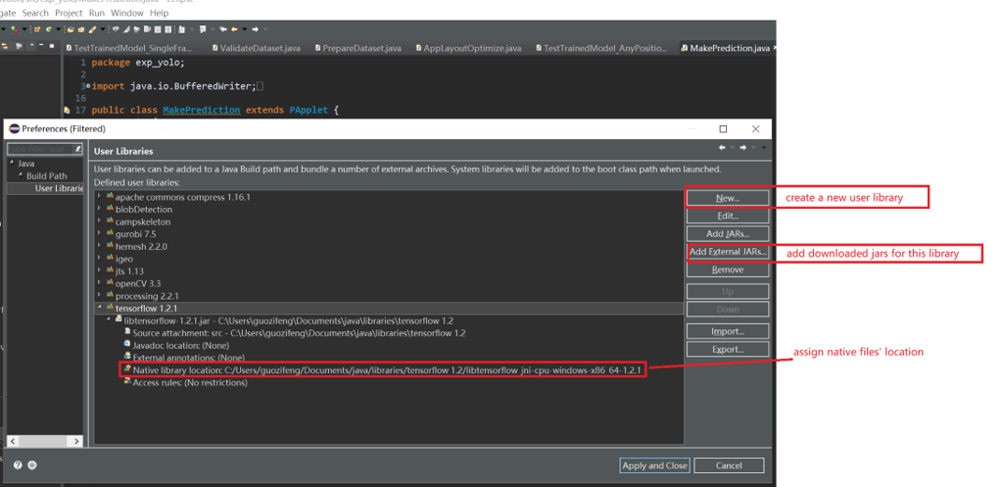 gate Search Project Run Window Help
TestTrainedModel_SingleFra... ValidateDataset.java PrepareDataset.java AppLayoutOptimize.java TestTrainedModel_AnyPositio... MakePrediction.java
1 package exp_yolo;
2
3 import java.io.BufferedWriter;
16
17 public class MakePrediction extends PApplet {
Preferences (Filtered)
type filter text
Java
Build Path
User Librarie
User Libraries
User libraries can be added to a Java Build path and bundle a number of external archives. System libraries will be added to the boot class path when launched.
Defined user libraries:
apache commons compress 1.16.1
blobDetection
campskeleton
gurobi 7.5
hemesh 2.2.0
igeo
jts 1.13
openCV 3.3
processing 2.2.1
tensorflow 1.2.1
libtensorflow-1.2.1.jar - C:\Users\guozifeng\Documents\java\libraries\tensorflow 1.2
Source attachment: src - C:\Users\guozifeng\Documents\java\libraries\tensorflow 1.2
Javadoc location: (None)
External annotations: (None)
Native library location: C:/Users/guozifeng/Documents/java/libraries/tensorflow 1.2/libtensorflow_jni-cpu-windows-x86_64-1.2.1
Access rules: (No restrictions)
New...
Edit...
Add JARs...
Add External JARs...
Remove
Up
Down
Import...
Export...
create a new user library
add downloaded jars for this library
assign native files' location
Apply and Close
Cancel